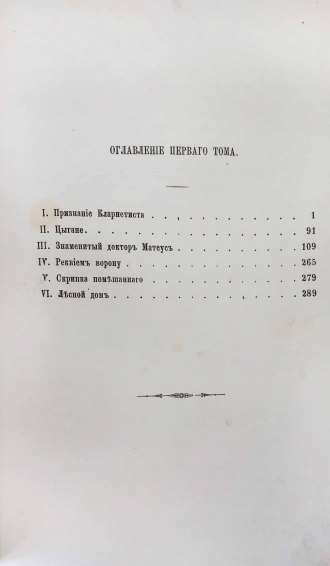 ОГЛАВЛЕНІЕ ПЕРВАГО ТОМА.
I. Признаніе Кларнетиста . . . . . . . . . 1
II. Цыгане . . . . . . . . . . . . . 91
III. Знаменитый докторъ Матеусъ . . . . . . . 109
IV. Реквіемъ ворону . . . . . . . . . . 265
V. Скрипка помѣшаннаго . . . . . . . . . 279
VI. Лѣсной домъ . . . . . . . . . . . 289